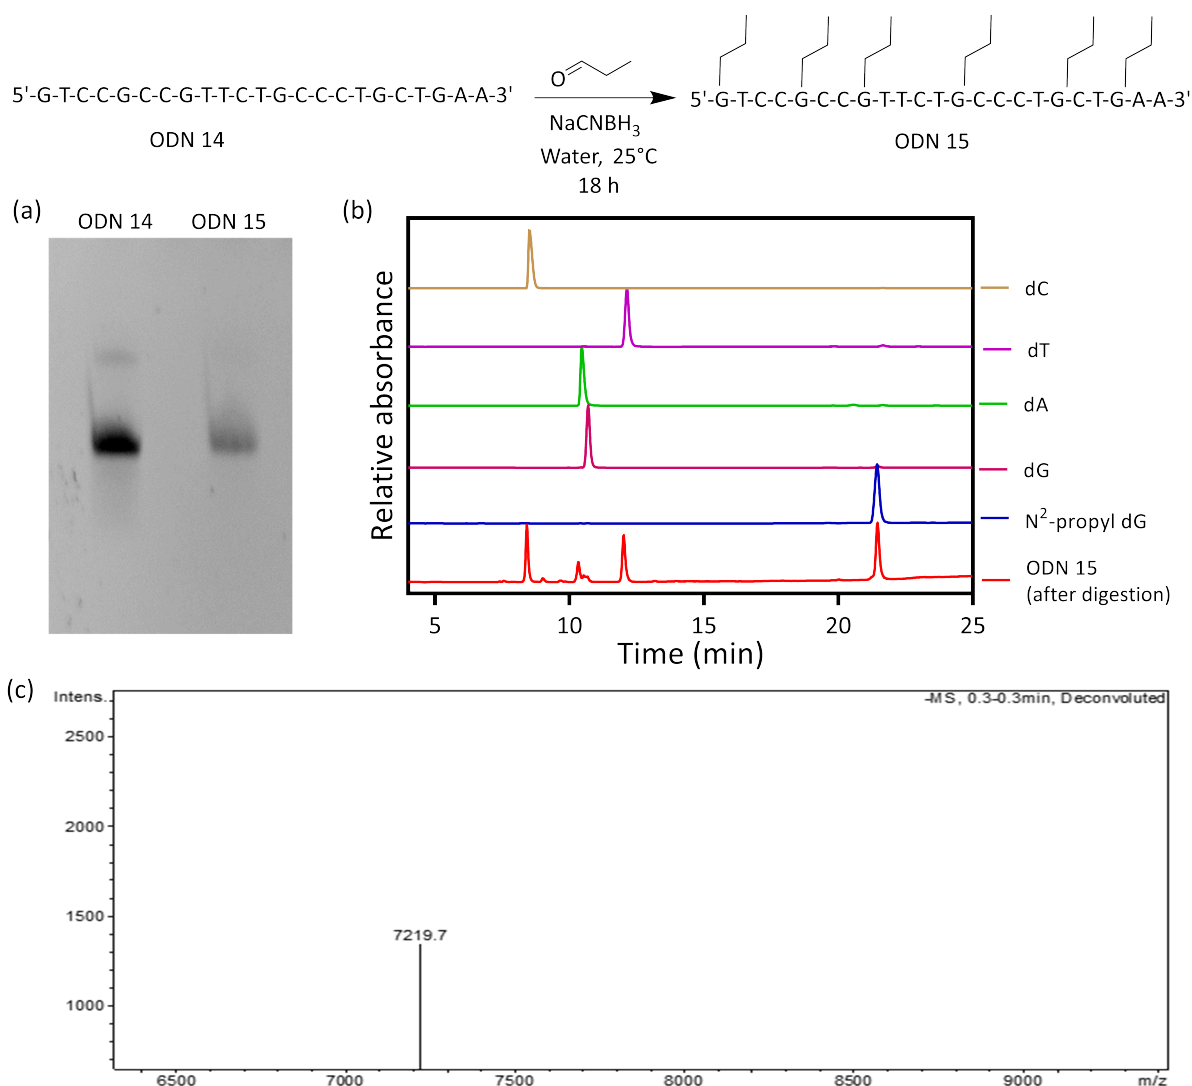 5'-G-T-C-C-G-C-C-G-T-T-C-T-G-C-C-C-T-G-C-T-G-A-A-3'
ODN 14
O
NaCNBH3
Water, 25°C
18 h
5'-G-T-C-C-G-C-C-G-T-T-C-T-G-C-C-C-T-G-C-T-G-A-A-3'
ODN 15
(a)
ODN 14 ODN 15
(b)
Relative absorbance
dC
dT
dA
dG
N²-propyl dG
ODN 15
(after digestion)
5 10 15 20 25
Time (min)
(c)
Intens.
-MS, 0.3-0.3min, Deconvoluted
2500
2000
1500
1000
7219.7
6500 7000 7500 8000 8500 9000 m/z